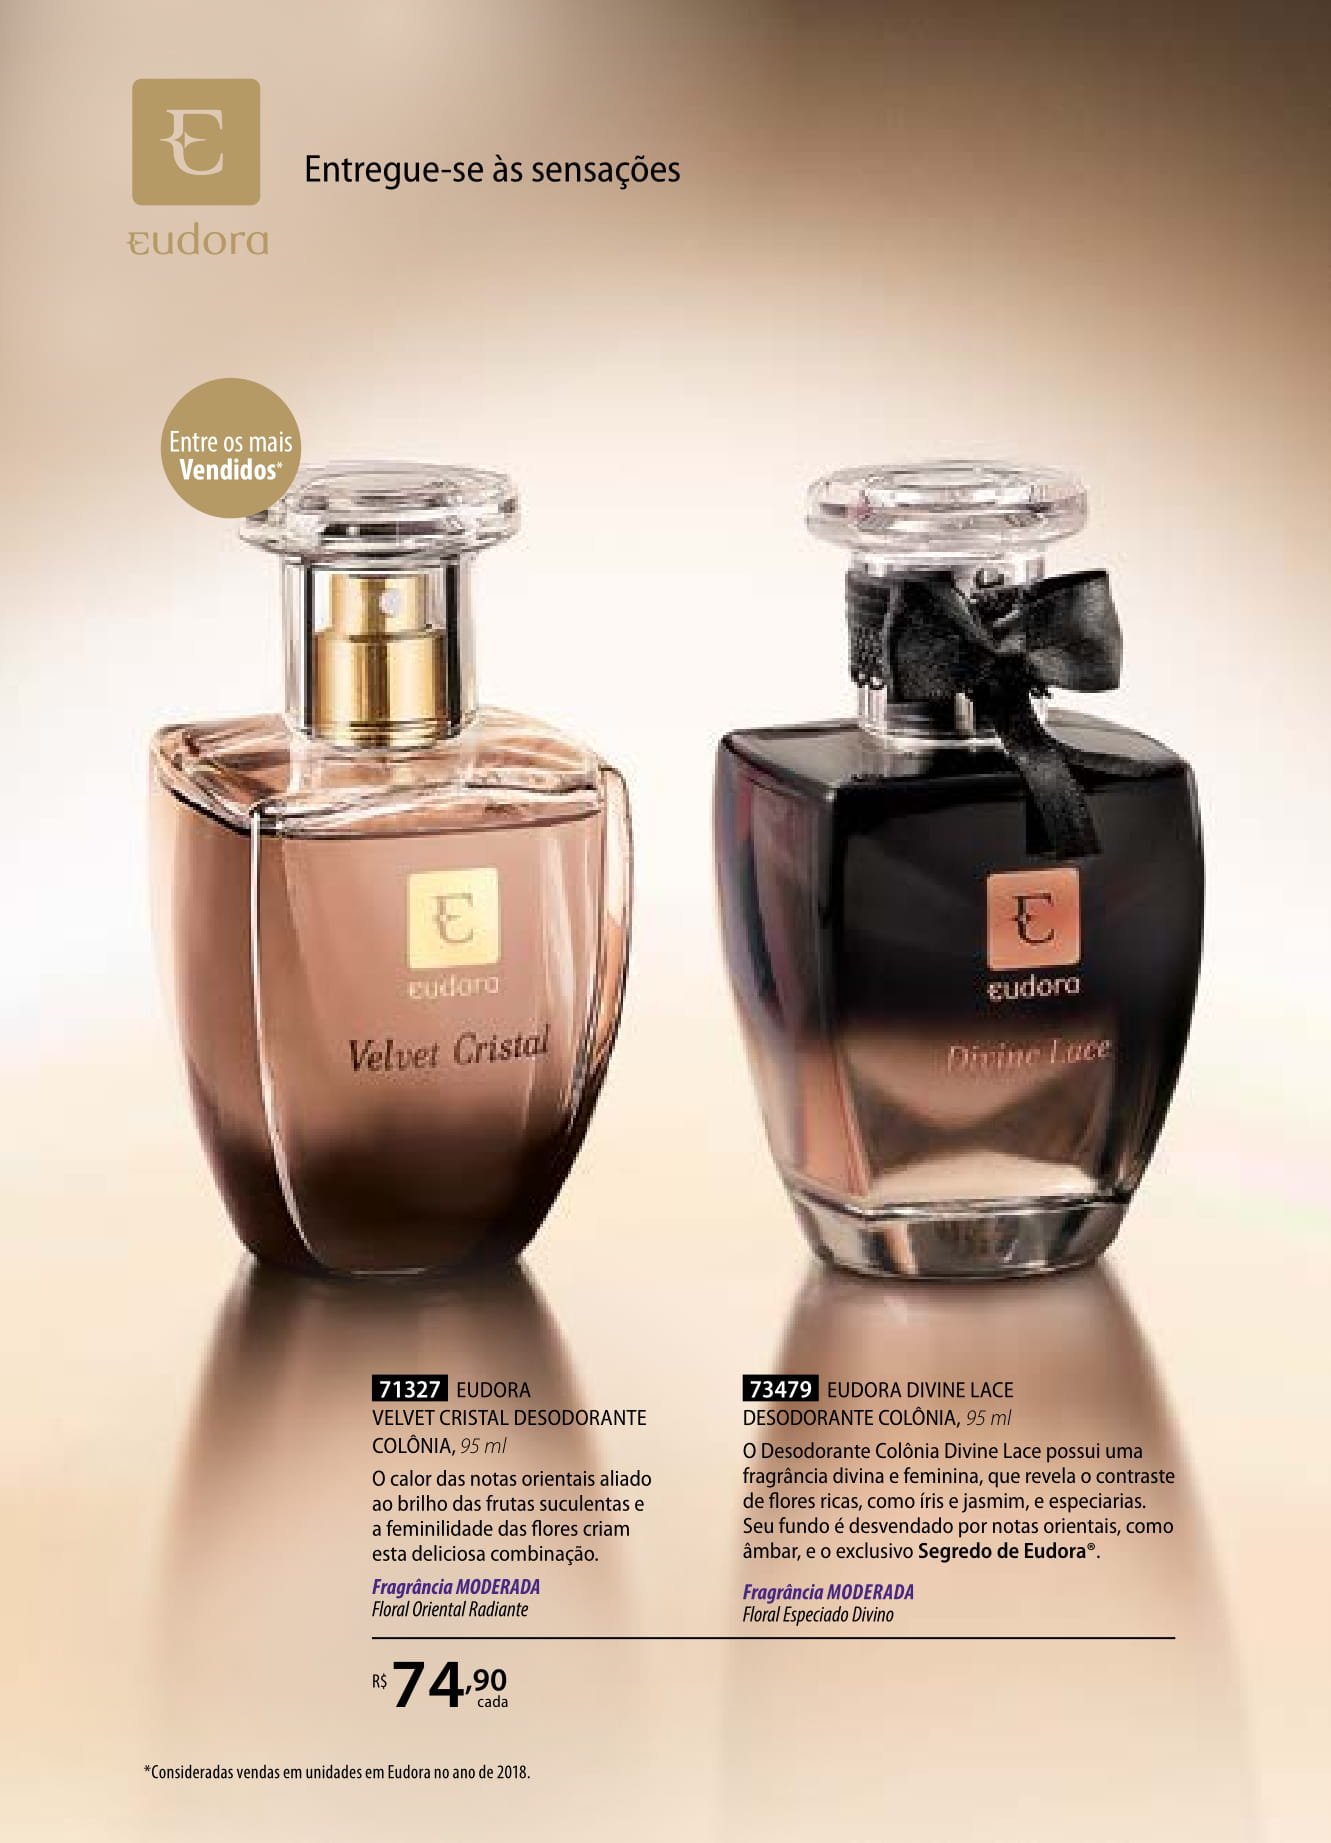 E
eudora
Entregue-se às sensações
Entre os mais
Vendidos*
E
eudora
Velvet Cristal
E
eudora
Divine Lace
71327 EUDORA
VELVET CRISTAL DESODORANTE
COLÔNIA, 95 ml
O calor das notas orientais aliado
ao brilho das frutas suculentas e
a feminilidade das flores criam
esta deliciosa combinação.
Fragrância MODERADA
Floral Oriental Radiante
73479 EUDORA DIVINE LACE
DESODORANTE COLÔNIA, 95 ml
O Desodorante Colônia Divine Lace possui uma
fragrância divina e feminina, que revela o contraste
de flores ricas, como íris e jasmim, e especiarias.
Seu fundo é desvendado por notas orientais, como
âmbar, e o exclusivo Segredo de Eudora®.
Fragrância MODERADA
Floral Especiado Divino
R$ 74,90
cada
*Consideradas vendas em unidades em Eudora no ano de 2018.